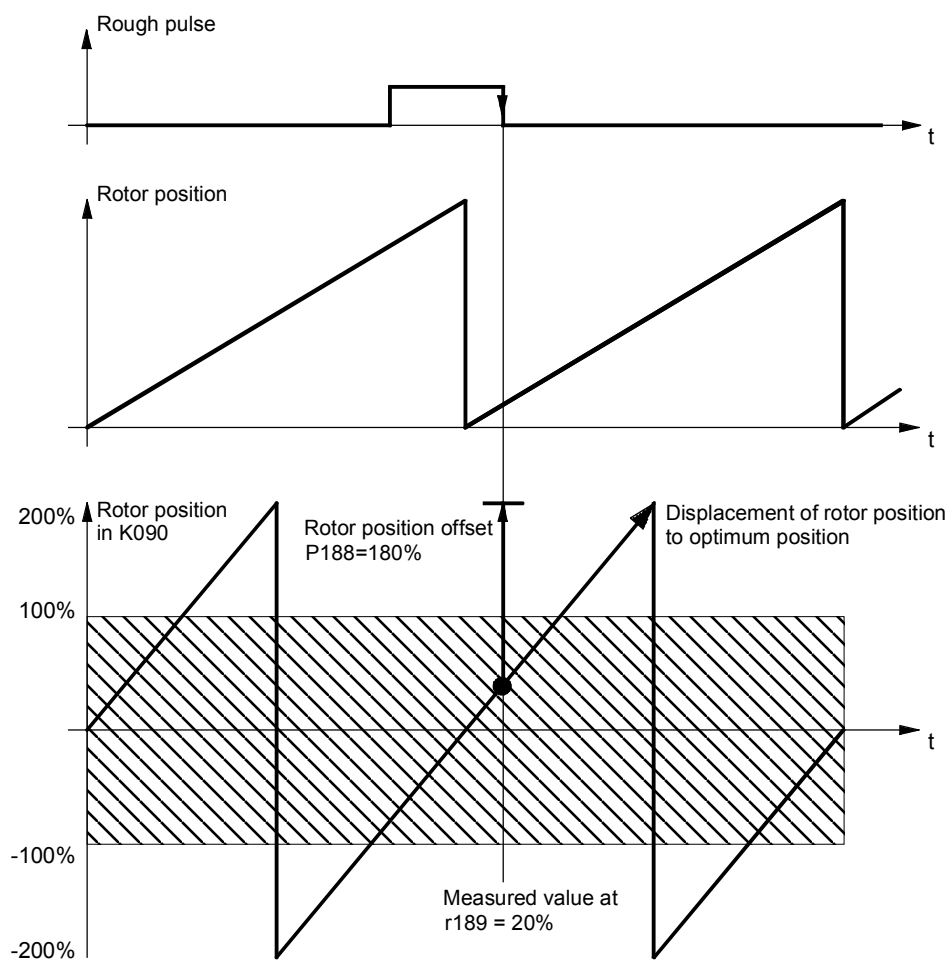 Rough pulse
t
Rotor position
t
200%
Rotor position
in K090
Rotor position offset
P188=180%
Displacement of rotor position
to optimum position
100%
t
-100%
Measured value at
r189 = 20%
-200%